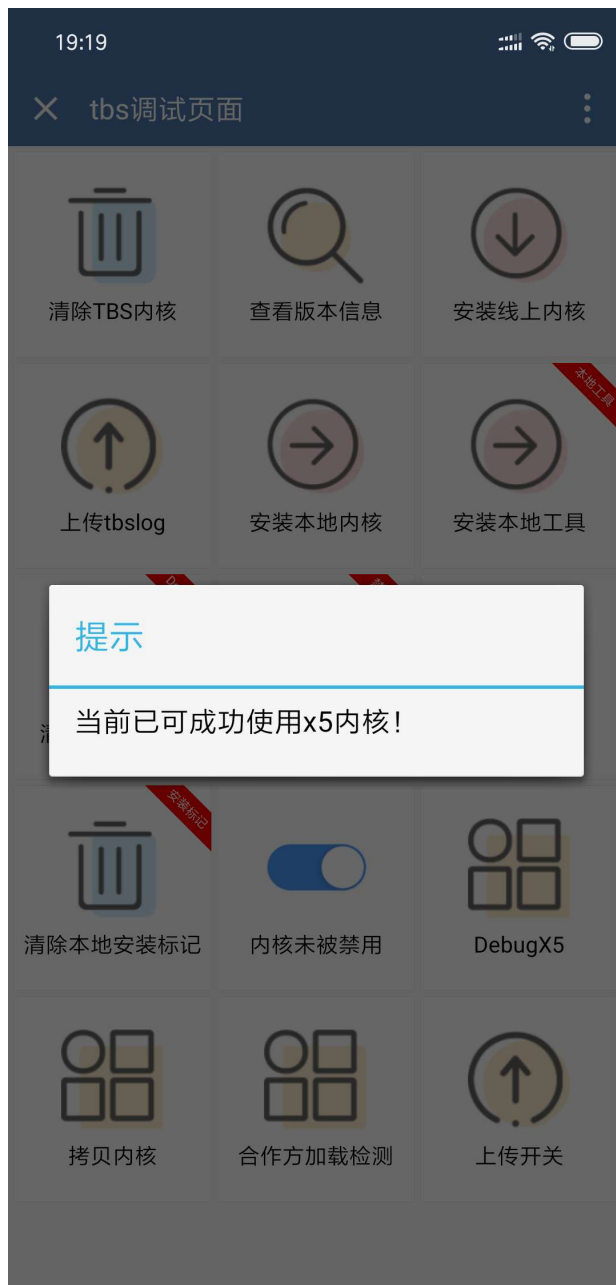 19:19
tbs调试页面
清除TBS内核
查看版本信息
安装线上内核
本地工具
上传tbslog
安装本地内核
安装本地工具
提示
当前已可成功使用x5内核!
安装标记
清除本地安装标记
内核未被禁用
DebugX5
拷贝内核
合作方加载检测
上传开关